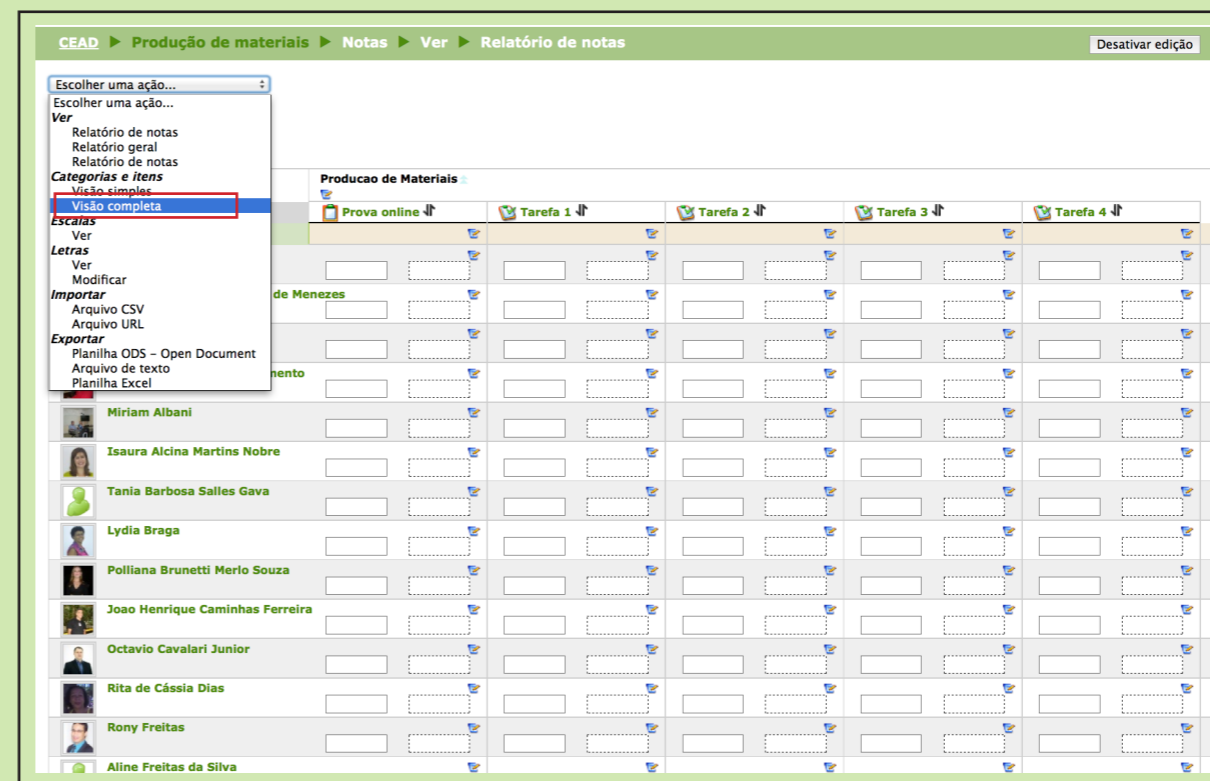 CEAD ▶ Produção de materiais ▶ Notas ▶ Ver ▶ Relatório de notas
Desativar edição
Escolher uma ação...
Escolher uma ação...
Ver
Relatório de notas
Relatório geral
Relatório de notas
Categorias e itens
Visão simples
Visão completa
Escalas
Ver
Letras
Ver
Modificar
Importar
Arquivo CSV
Arquivo URL
Exportar
Planilha ODS - Open Document
Arquivo de texto
Planilha Excel
Producao de Materiais
Prova online Tarefa 1 Tarefa 2 Tarefa 3 Tarefa 4
de Menezes
mento
Miriam Albani
Isaura Alcina Martins Nobre
Tania Barbosa Salles Gava
Lydia Braga
Polliana Brunetti Merlo Souza
Joao Henrique Caminhas Ferreira
Octavio Cavalari Junior
Rita de Cássia Dias
Rony Freitas
Aline Freitas da Silva